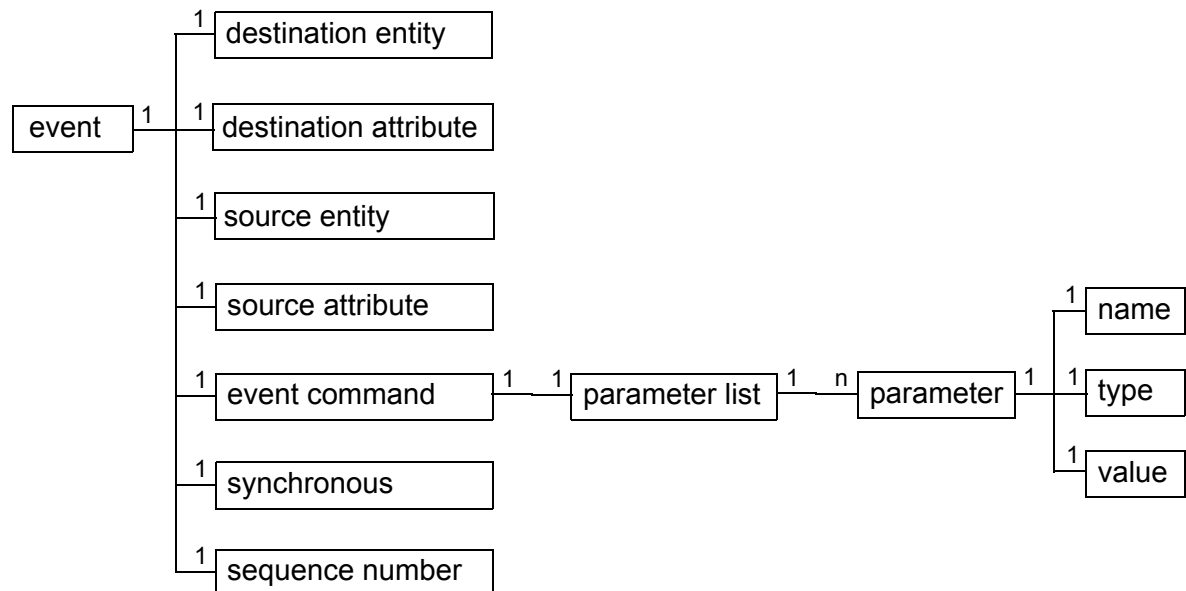 1 destination entity
event 1 1 destination attribute
1 source entity
1 source attribute
1 name
1 event command 1 1 parameter list 1 n parameter 1 1 type
1 value
1 synchronous
1 sequence number